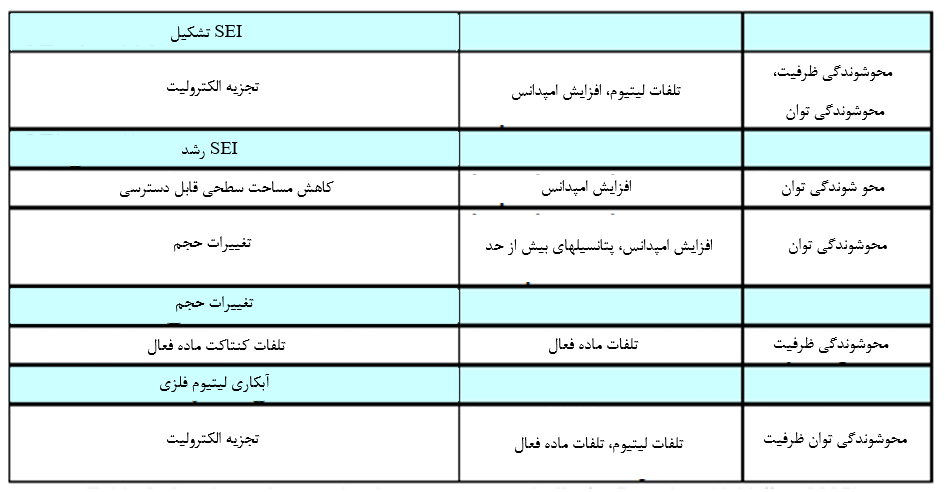 تشکیل SEI
محوشوندگی ظرفیت،
محوشوندگی توان
تلفات لیتیوم، افزایش امپدانس
تجزیه الکترولیت
رشد SEI
محو شوندگی توان
افزایش امپدانس
کاهش مساحت سطحی قابل دسترسی
محوشوندگی توان
افزایش امپدانس، پتانسیلهای بیش از حد
تغییرات حجم
تغییرات حجم
محوشوندگی ظرفیت
تلفات ماده فعال
تلفات کنتاکت ماده فعال
آبکاری لیتیوم فلزی
محوشوندگی توان ظرفیت
تلفات لیتیوم، تلفات ماده فعال
تجزیه الکترولیت